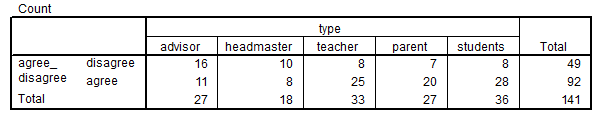 Count
type
advisor headmaster teacher parent students Total
agree_ disagree 16 10 8 7 8 49
disagree agree 11 8 25 20 28 92
Total 27 18 33 27 36 141